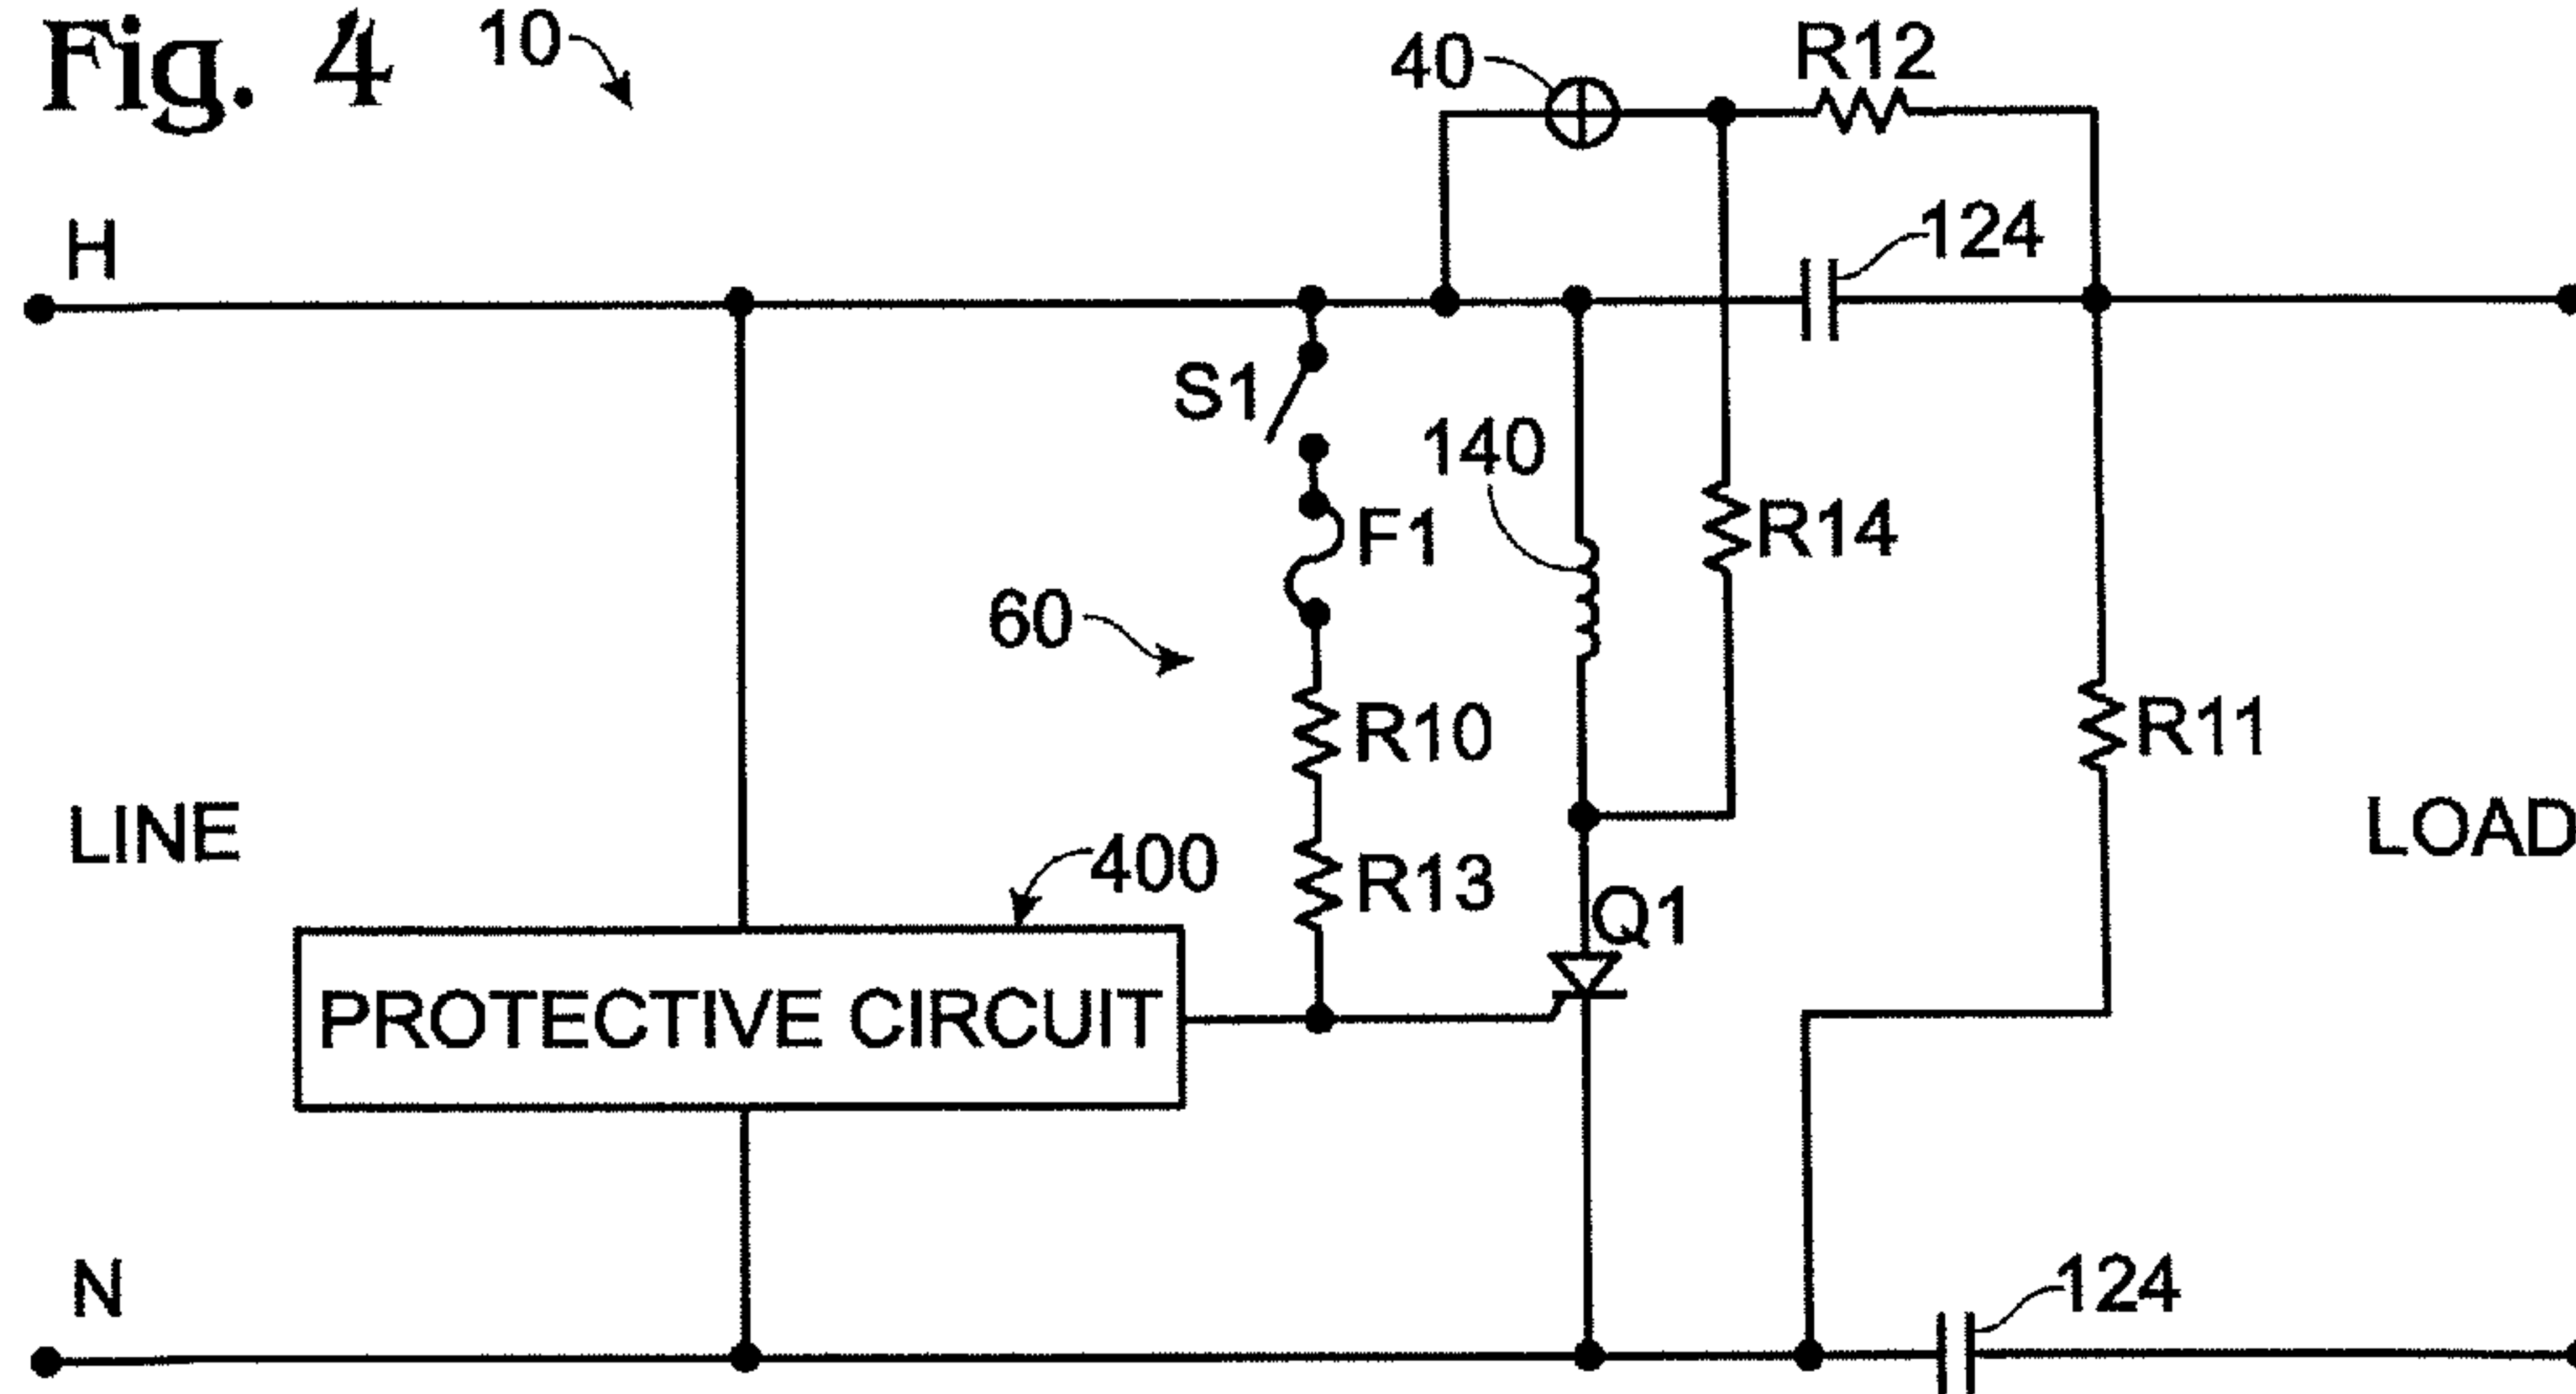 Fig. 4
10
40
R12
H
124
S1
140
F1
R14
60
R10
R11
LINE
400
R13
LOAD
Q1
PROTECTIVE CIRCUIT
N
124